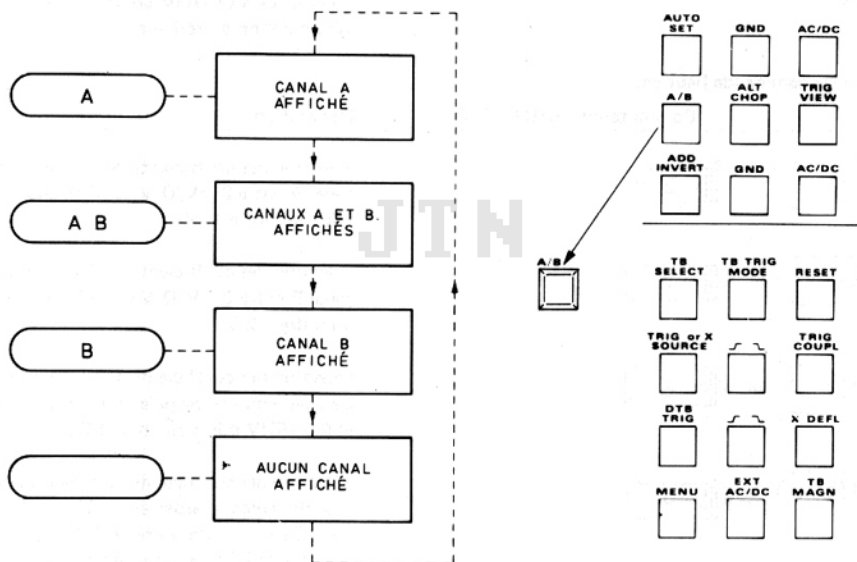 A
CANAL A
AFFICHÉ
A B
CANAUX A ET B.
AFFICHÉS
B
CANAL B
AFFICHÉ
AUCUN CANAL
AFFICHÉ
JTN
A/B
AUTO
SET
GND
AC/DC
A/B
ALT
CHOP
TRIG
VIEW
ADD
INVERT
GND
AC/DC
TB
SELECT
TB TRIG
MODE
RESET
TRIG or X
SOURCE
TRIG
COUPL
DTB
TRIG
X DEFL
MENU
EXT
AC/DC
TB
MAGN